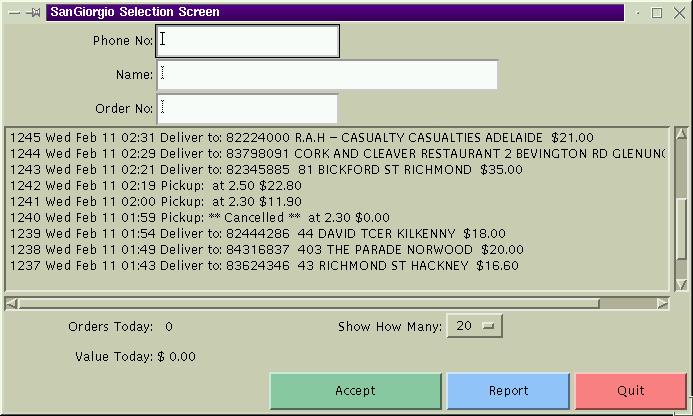 SanGiorgio Selection Screen
Phone No:
Name:
Order No:
1245 Wed Feb 11 02:31 Deliver to: 82224000 R.A.H – CASUALTY CASUALTIES ADELAIDE $21.00
1244 Wed Feb 11 02:29 Deliver to: 83798091 CORK AND CLEAVER RESTAURANT 2 BEVINGTON RD
1243 Wed Feb 11 02:21 Deliver to: 82345885 81 BICKFORD ST RICHMOND $35.00
1242 Wed Feb 11 02:19 Pickup: at 2.50 $22.80
1241 Wed Feb 11 02:00 Pickup: at 2.30 $11.90
1240 Wed Feb 11 01:59 Pickup: ** Cancelled ** at 2.30 $0.00
1239 Wed Feb 11 01:54 Deliver to: 82444286 44 DAVID TCER KILKENNY $18.00
1238 Wed Feb 11 01:49 Deliver to: 84316837 403 THE PARADE NORWOOD $20.00
1237 Wed Feb 11 01:43 Deliver to: 83624346 43 RICHMOND ST HACKNEY $16.60
Orders Today: 0 Show How Many: 20
Value Today: $ 0.00
Accept Report Quit